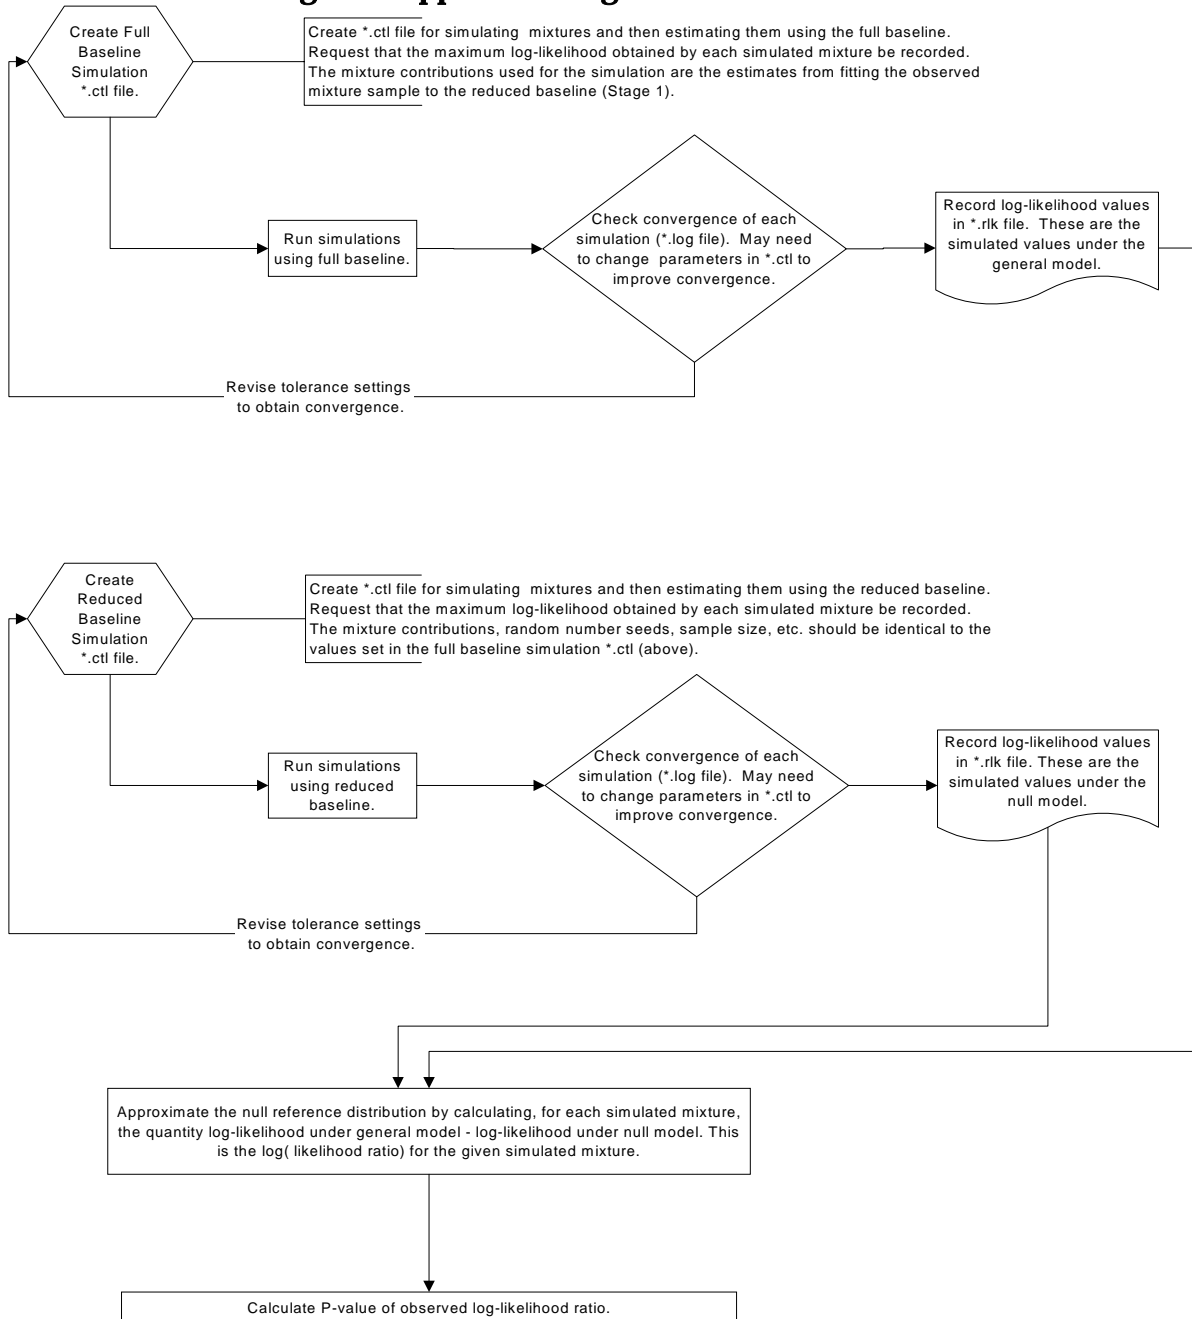 Create Full
Baseline
Simulation
*.ctl file.
Create *.ctl file for simulating mixtures and then estimating them using the full baseline.
Request that the maximum log-likelihood obtained by each simulated mixture be recorded.
The mixture contributions used for the simulation are the estimates from fitting the observed
mixture sample to the reduced baseline (Stage 1).
Run simulations
using full baseline.
Check convergence of each
simulation (*.log file). May need
to change parameters in *.ctl to
improve convergence.
Record log-likelihood values
in *.rlk file. These are the
simulated values under the
general model.
Revise tolerance settings
to obtain convergence.
Create
Reduced
Baseline
Simulation
*.ctl file.
Create *.ctl file for simulating mixtures and then estimating them using the reduced baseline.
Request that the maximum log-likelihood obtained by each simulated mixture be recorded.
The mixture contributions, random number seeds, sample size, etc. should be identical to the
values set in the full baseline simulation *.ctl (above).
Run simulations
using reduced
baseline.
Check convergence of each
simulation (*.log file). May need
to change parameters in *.ctl to
improve convergence.
Record log-likelihood values
in *.rlk file. These are the
simulated values under the
null model.
Revise tolerance settings
to obtain convergence.
Approximate the null reference distribution by calculating, for each simulated mixture,
the quantity log-likelihood under general model - log-likelihood under null model. This
is the log( likelihood ratio) for the given simulated mixture.
Calculate P-value of observed log-likelihood ratio.